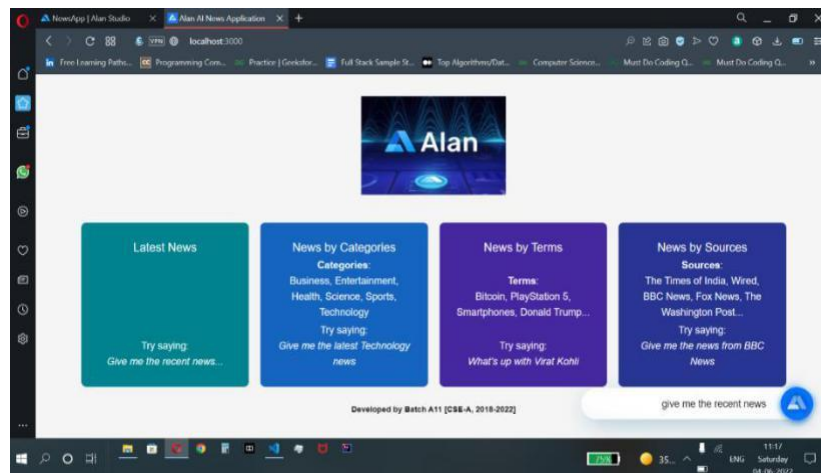 NewsApp | Alan Studio
Alan AI News Application
VPN
localhost:3000
Free Learning Paths...
Programming Com...
Practice | Geeksfor...
Full Stack Sample St...
Top Algorithms/Dat...
Computer Science...
Must Do Coding Q...
Must Do Coding Q...
Alan
Latest News
Try saying:
Give me the recent news...
News by Categories
Categories:
Business, Entertainment,
Health, Science, Sports,
Technology
Try saying:
Give me the latest Technology
news
News by Terms
Terms:
Bitcoin, PlayStation 5,
Smartphones, Donald Trump...
Try saying:
What's up with Virat Kohli
News by Sources
Sources:
The Times of India, Wired,
BBC News, Fox News, The
Washington Post...
Try saying:
Give me the news from BBC
News
Developed by Batch A11 [CSE-A, 2018-2022]
give me the recent news
35...
ENG
11:17
Saturday
04-06-2022